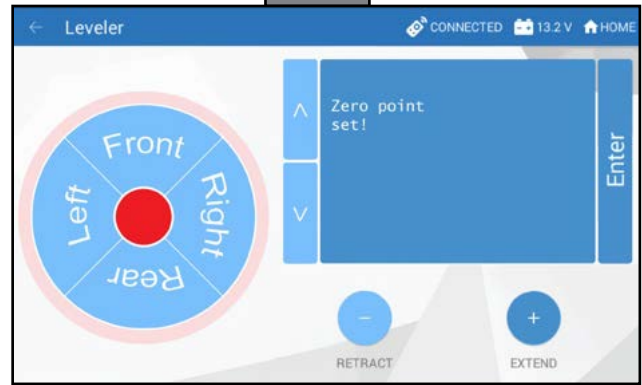 ← Leveler CONNECTED 13.2 V HOME
Front
Left
Right
Rear
∧
∨
Zero point
set!
Enter
−
+
RETRACT
EXTEND